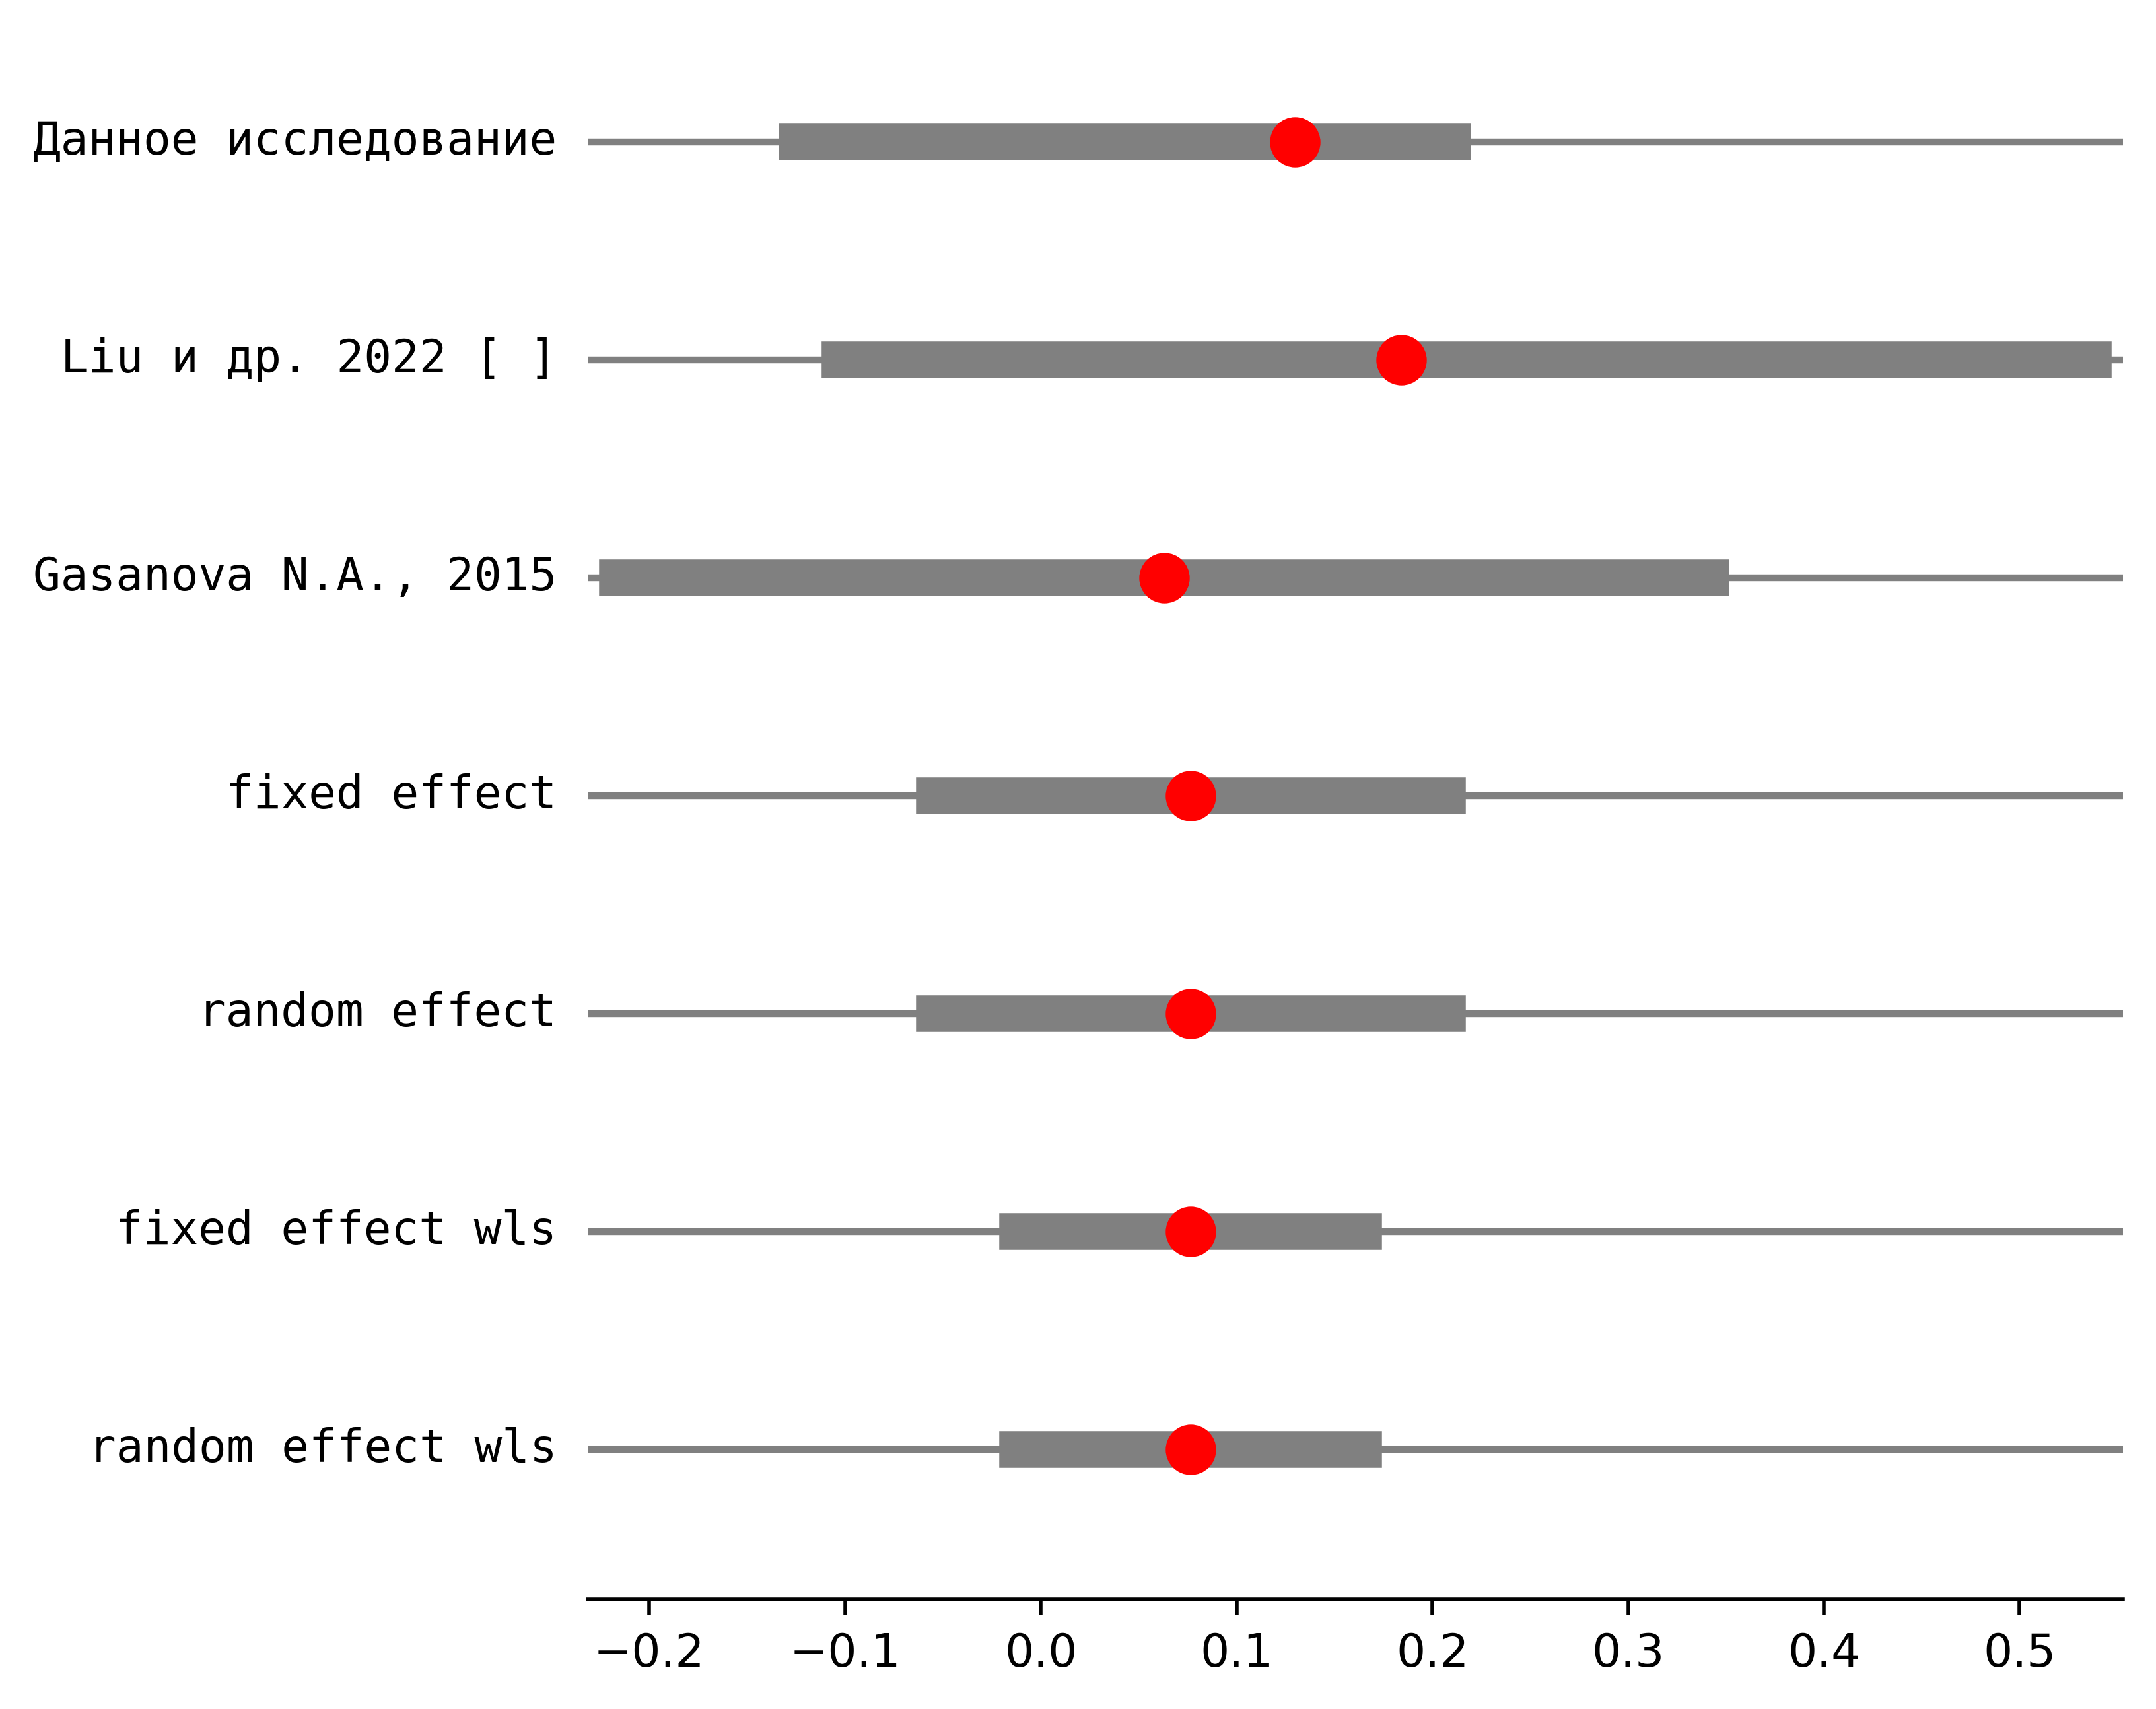 Данное исследование
Liu и др. 2022 [ ]
Gasanova N.A., 2015
fixed effect
random effect
fixed effect wls
random effect wls
−0.2 −0.1 0.0 0.1 0.2 0.3 0.4 0.5